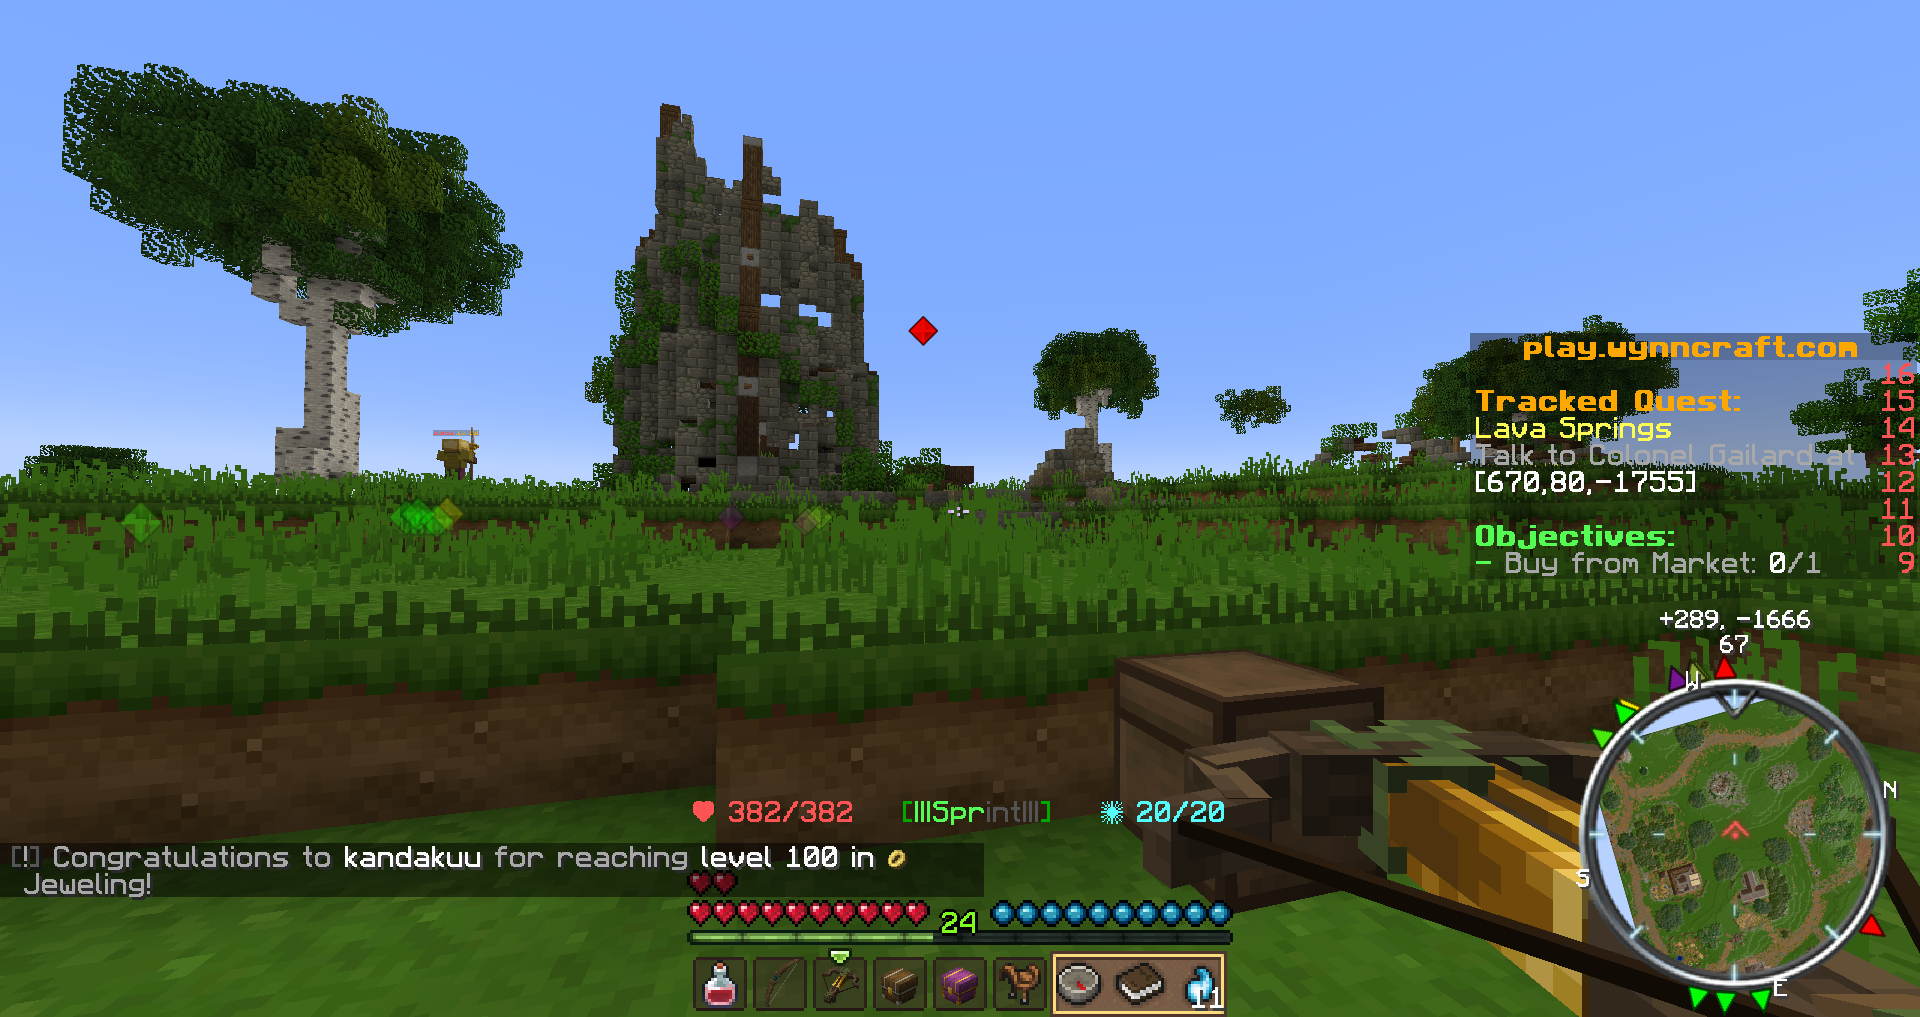 play.wynncraft.com
16
Tracked Quest: 15
Lava Springs 14
Talk to Colonel Gailard at 13
[670,80,-1755] 12
11
Objectives: 10
- Buy from Market: 0/1 9
+289, -1666
67
W
N
S
E
382/382 [|||Sprint|||] 20/20
[!] Congratulations to kandakuu for reaching level 100 in
Jeweling!
24
11